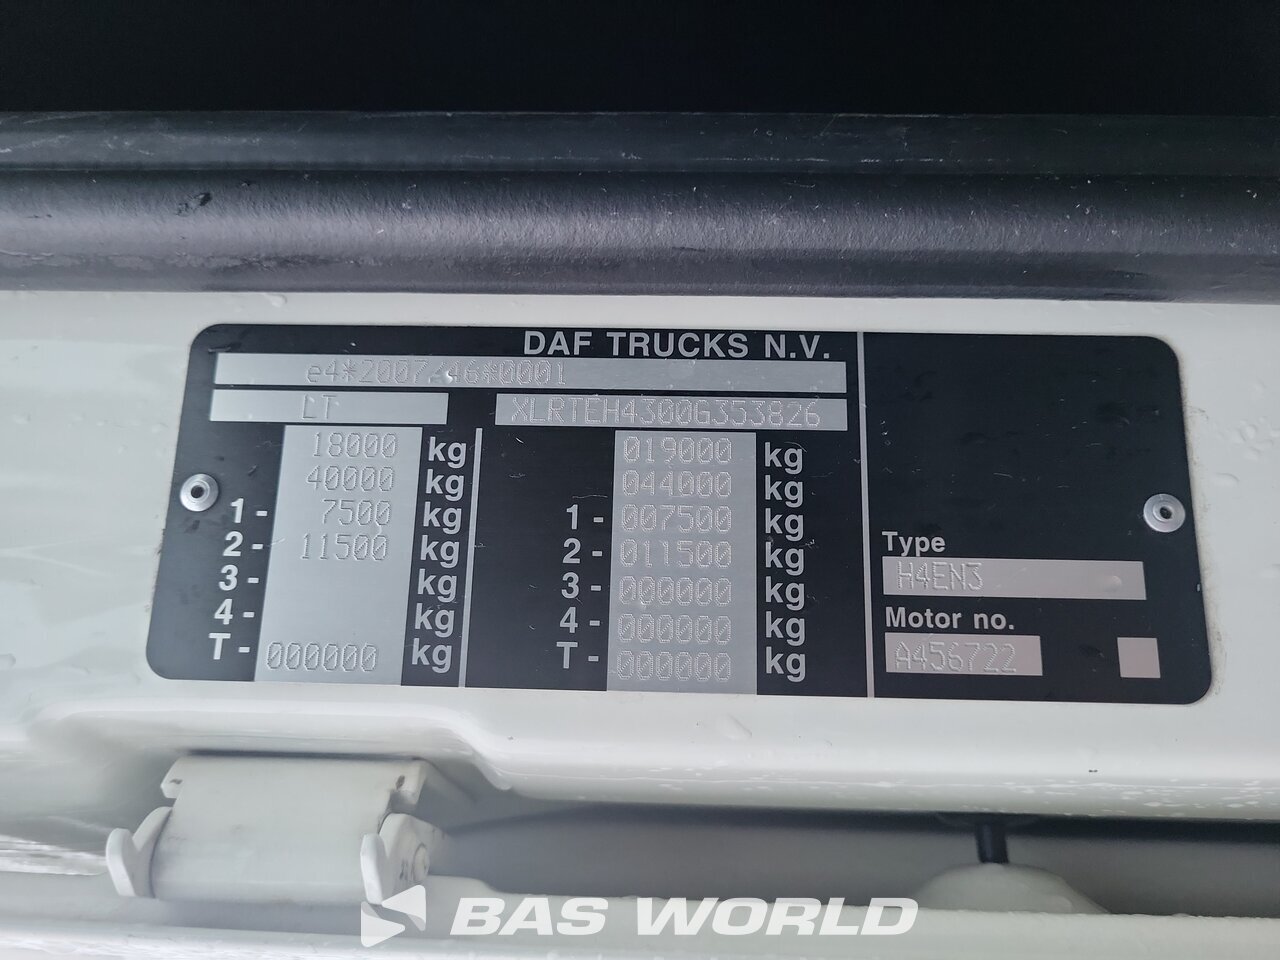 DAF TRUCKS N.V.
e4*2007/46*0001
LT XLRTEH4300G353826
18000 kg 019000 kg
40000 kg 044000 kg
1- 7500 kg 1- 007500 kg
2- 11500 kg 2- 011500 kg
3- kg 3- 000000 kg
4- kg 4- 000000 kg
T- 000000 kg T- 000000 kg
Type
H4EN3
Motor no.
A456722
BAS WORLD